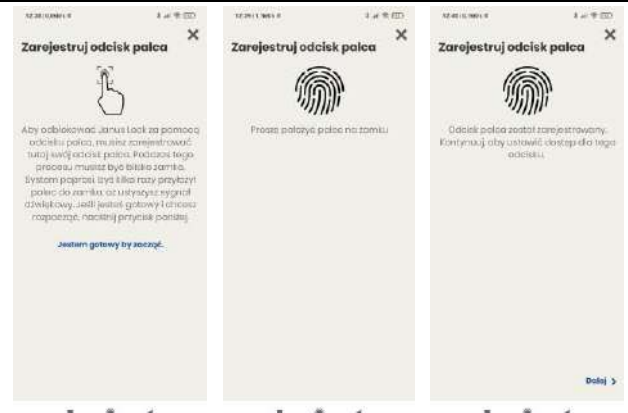 Zarejestruj odcisk palca
Aby odblokować Janus Lock za pomocą
odcisku palca, musisz zarejestrować
tutaj swój odcisk palca. Podczas tego
procesu musisz być blisko zamka.
System poprosi, byś kilka razy przyłożył
palec do zamka, aż usłyszysz sygnał
dźwiękowy. Jeśli jesteś gotowy i chcesz
rozpocząć, naciśnij przycisk poniżej.
Jestem gotowy by zacząć.
Zarejestruj odcisk palca
Proszę położyć palec na zamku
Zarejestruj odcisk palca
Odcisk palca został zarejestrowany.
Kontynuuj, aby ustawić dostęp dla tego
odcisku.
Dalej